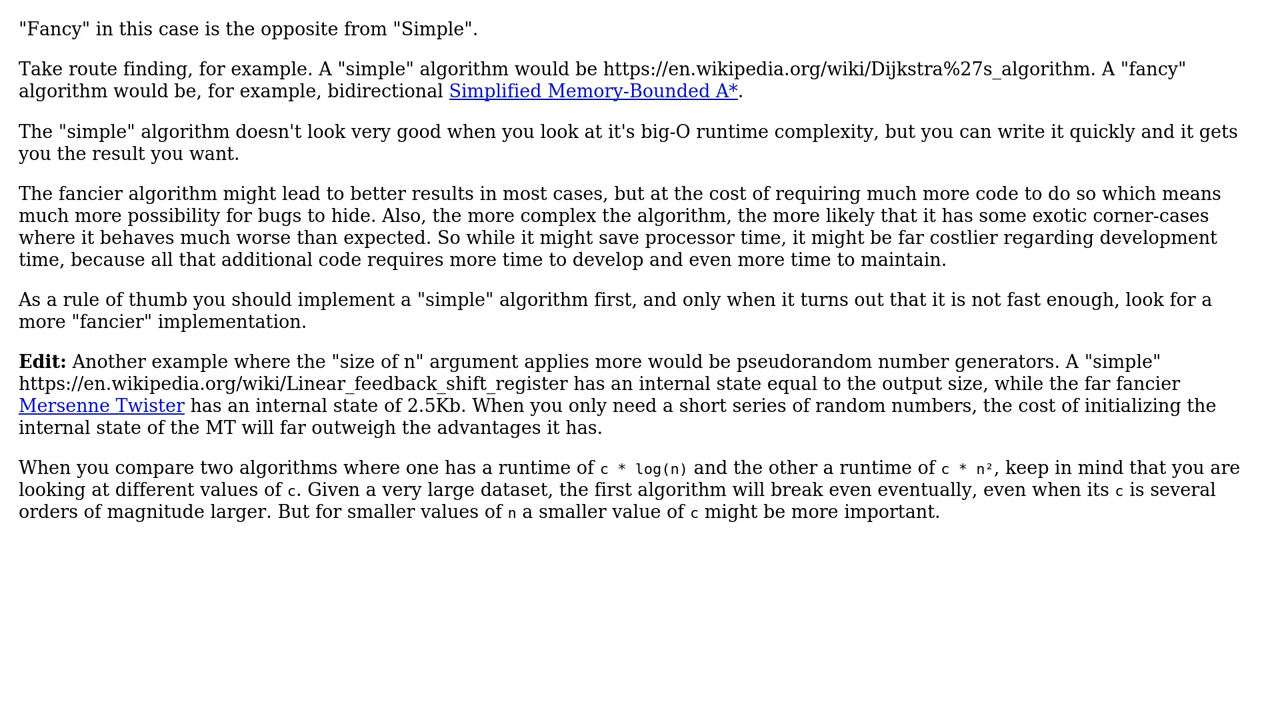 "Fancy" in this case is the opposite from "Simple".
Take route finding, for example. A "simple" algorithm would be https://en.wikipedia.org/wiki/Dijkstra%27s_algorithm. A "fancy"
algorithm would be, for example, bidirectional Simplified Memory-Bounded A*.
The "simple" algorithm doesn't look very good when you look at it's big-O runtime complexity, but you can write it quickly and it gets
you the result you want.
The fancier algorithm might lead to better results in most cases, but at the cost of requiring much more code to do so which means
much more possibility for bugs to hide. Also, the more complex the algorithm, the more likely that it has some exotic corner-cases
where it behaves much worse than expected. So while it might save processor time, it might be far costlier regarding development
time, because all that additional code requires more time to develop and even more time to maintain.
As a rule of thumb you should implement a "simple" algorithm first, and only when it turns out that it is not fast enough, look for a
more "fancier" implementation.
Edit: Another example where the "size of n" argument applies more would be pseudorandom number generators. A "simple"
https://en.wikipedia.org/wiki/Linear_feedback_shift_register has an internal state equal to the output size, while the far fancier
Mersenne Twister has an internal state of 2.5Kb. When you only need a short series of random numbers, the cost of initializing the
internal state of the MT will far outweigh the advantages it has.
When you compare two algorithms where one has a runtime of c * log(n) and the other a runtime of c * n², keep in mind that you are
looking at different values of c. Given a very large dataset, the first algorithm will break even eventually, even when its c is several
orders of magnitude larger. But for smaller values of n a smaller value of c might be more important.